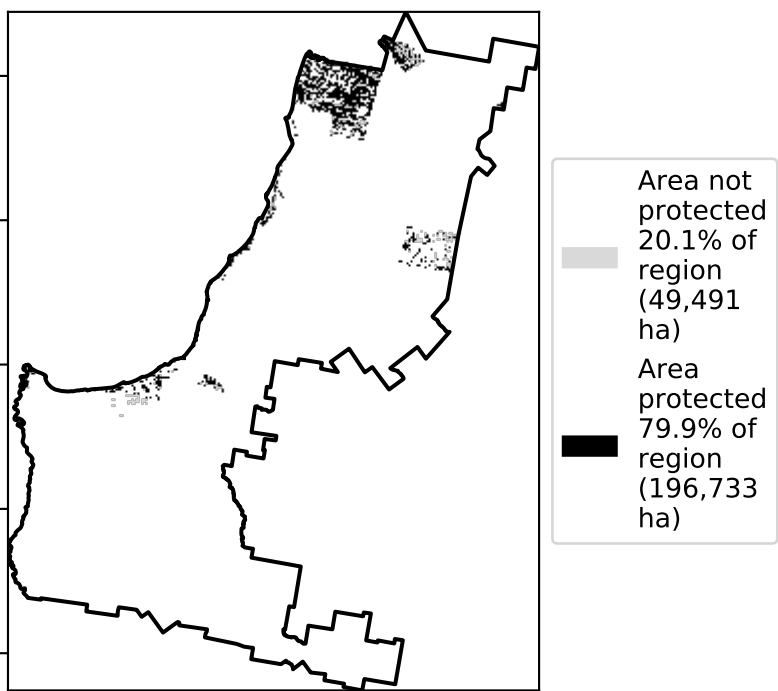 Area not
protected
20.1% of
region
(49,491
ha)
Area
protected
79.9% of
region
(196,733
ha)